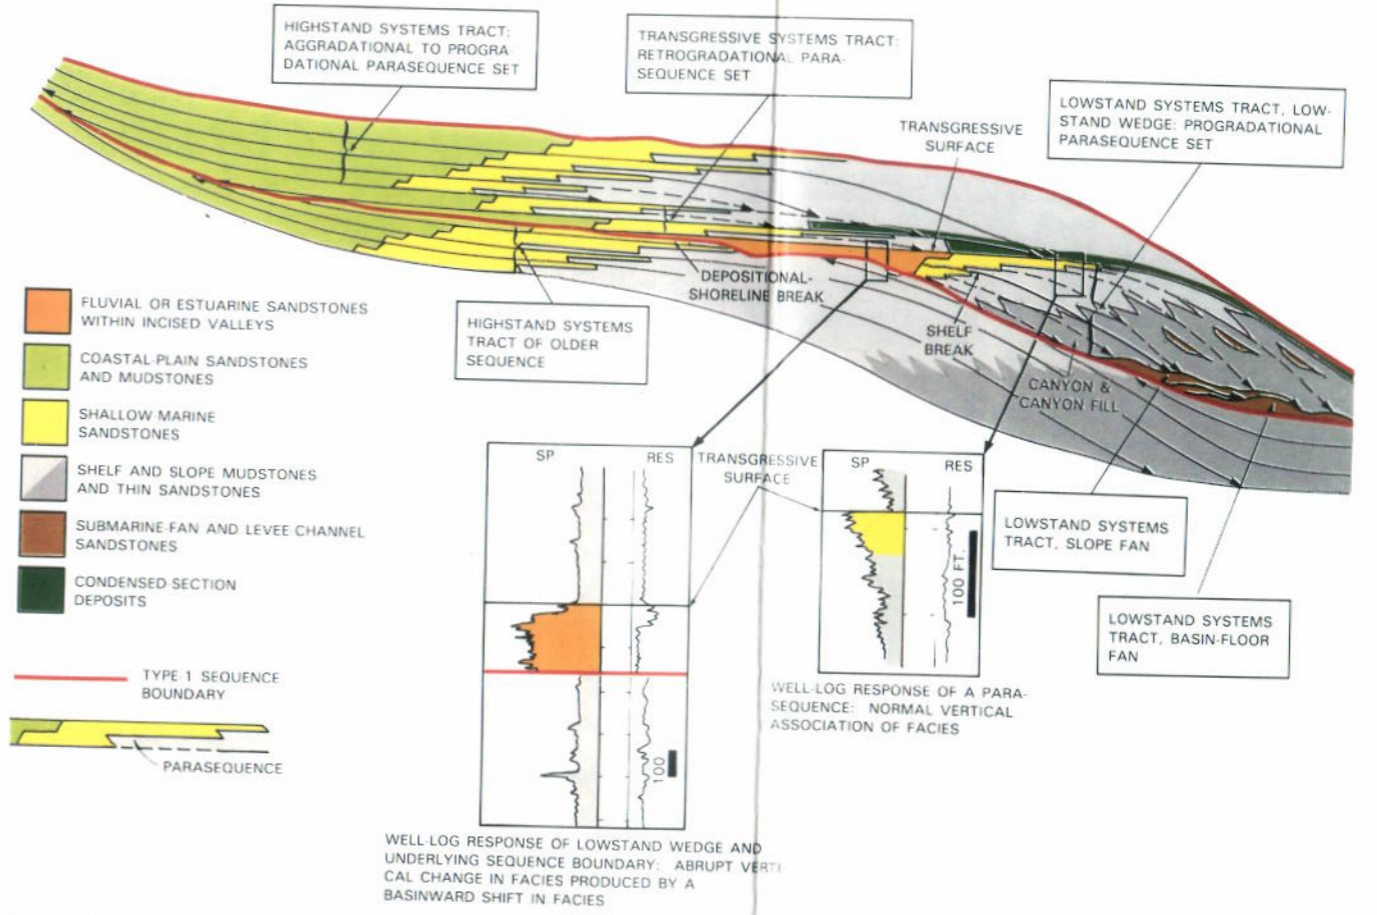 HIGHSTAND SYSTEMS TRACT:
AGGRADATIONAL TO PROGRA-
DATIONAL PARASEQUENCE SET
TRANSGRESSIVE SYSTEMS TRACT:
RETROGRADATIONAL PARA-
SEQUENCE SET
LOWSTAND SYSTEMS TRACT, LOW-
STAND WEDGE: PROGRADATIONAL
PARASEQUENCE SET
TRANSGRESSIVE
SURFACE
DEPOSITIONAL-
SHORELINE BREAK
SHELF
BREAK
CANYON &
CANYON FILL
HIGHSTAND SYSTEMS
TRACT OF OLDER
SEQUENCE
FLUVIAL OR ESTUARINE SANDSTONES
WITHIN INCISED VALLEYS
COASTAL-PLAIN SANDSTONES
AND MUDSTONES
SHALLOW MARINE
SANDSTONES
SHELF AND SLOPE MUDSTONES
AND THIN SANDSTONES
SUBMARINE-FAN AND LEVEE-CHANNEL
SANDSTONES
CONDENSED-SECTION
DEPOSITS
TYPE-1 SEQUENCE
BOUNDARY
PARASEQUENCE
SP
RES
TRANSGRESSIVE
SURFACE
100
WELL-LOG RESPONSE OF LOWSTAND WEDGE AND
UNDERLYING SEQUENCE BOUNDARY: ABRUPT VERTI
CAL CHANGE IN FACIES PRODUCED BY A
BASINWARD SHIFT IN FACIES
SP
RES
100 FT.
WELL-LOG RESPONSE OF A PARA-
SEQUENCE: NORMAL VERTICAL
ASSOCIATION OF FACIES
LOWSTAND SYSTEMS
TRACT, SLOPE FAN
LOWSTAND SYSTEMS
TRACT, BASIN-FLOOR
FAN